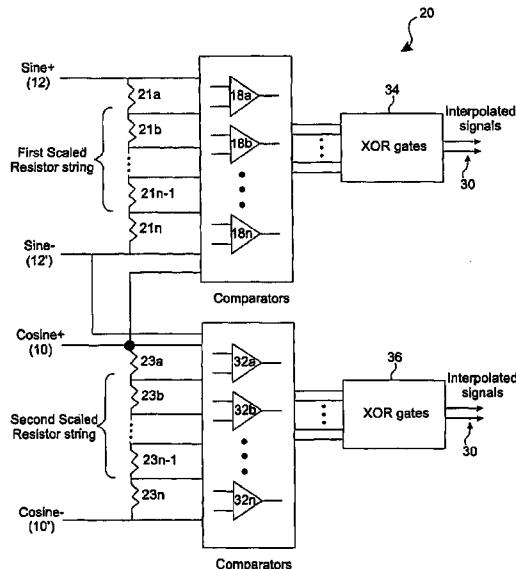 20
Sine+
(12)
21a
21b
First Scaled
Resistor string
21n-1
21n
Sine-
(12')
18a
18b
18n
Comparators
34
XOR gates
Interpolated
signals
30
Cosine+
(10)
23a
23b
Second Scaled
Resistor string
23n-1
23n
Cosine-
(10')
32a
32b
32n
Comparators
36
XOR gates
Interpolated
signals
30